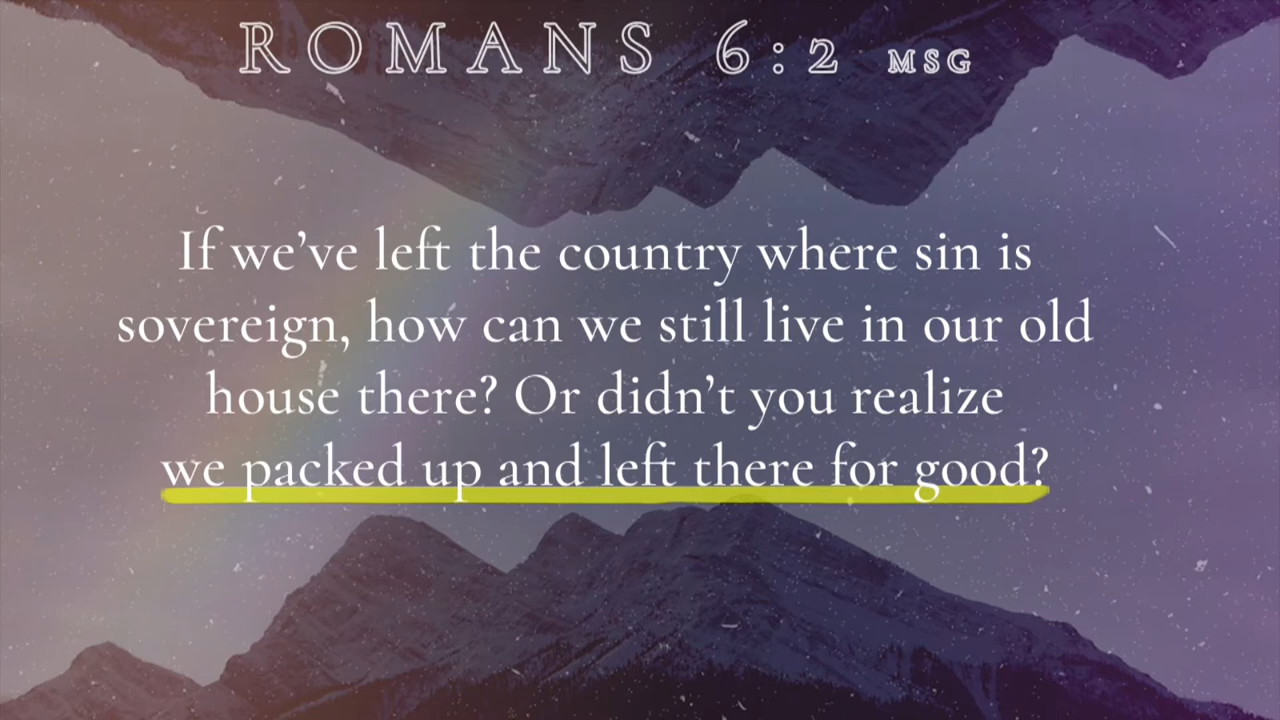 ROMANS 6:2 MSG
If we’ve left the country where sin is
sovereign, how can we still live in our old
house there? Or didn’t you realize
we packed up and left there for good?